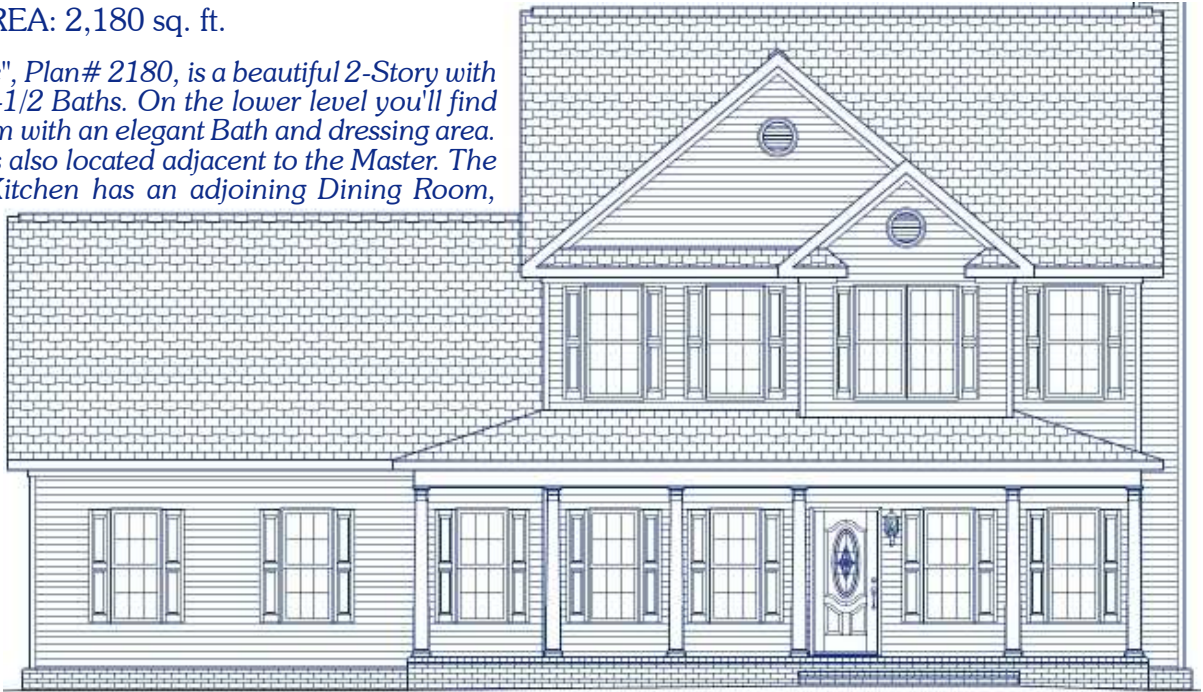 REA: 2,180 sq. ft.
", Plan# 2180, is a beautiful 2-Story with
1/2 Baths. On the lower level you'll find
with an elegant Bath and dressing area.
also located adjacent to the Master. The
Kitchen has an adjoining Dining Room,